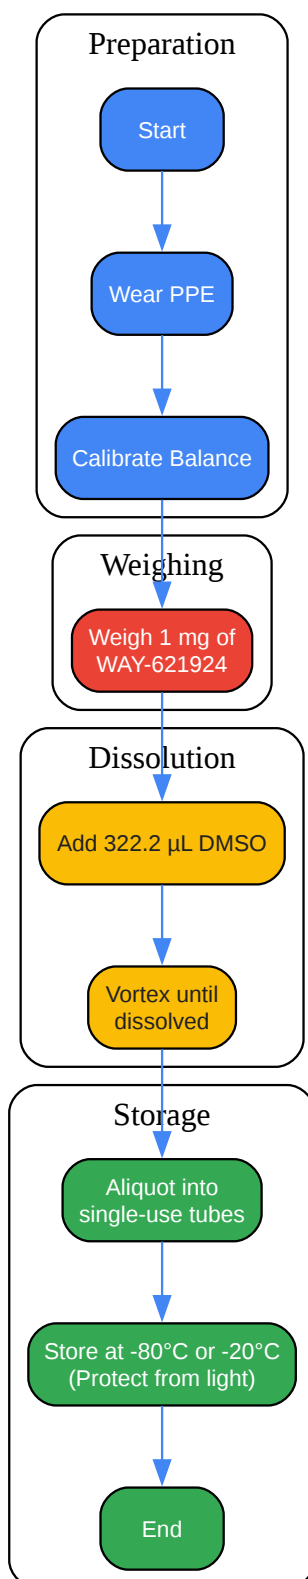 Preparation
Start
Wear PPE
Calibrate Balance
Weighing
Weigh 1 mg of
WAY-621924
Dissolution
Add 322.2 µL DMSO
Vortex until
dissolved
Storage
Aliquot into
single-use tubes
Store at -80°C or -20°C
(Protect from light)
End